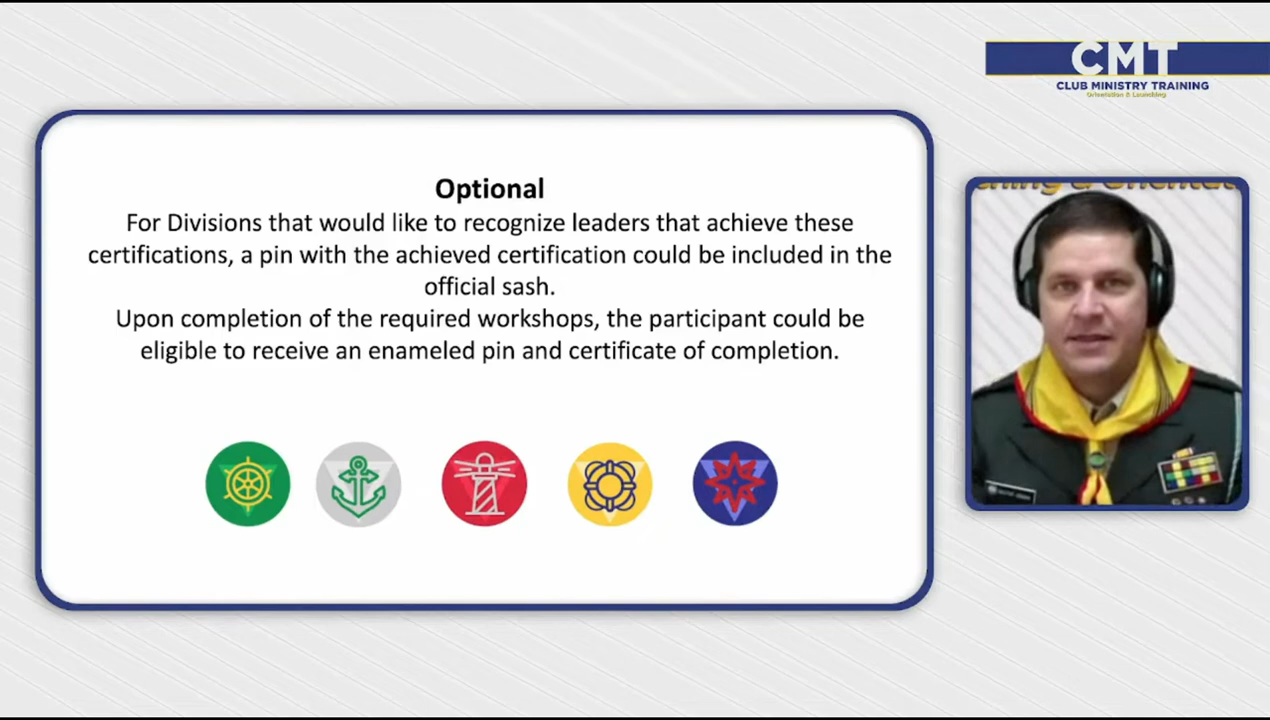 CMT
CLUB MINISTRY TRAINING
Orientation & Launching
Optional
For Divisions that would like to recognize leaders that achieve these
certifications, a pin with the achieved certification could be included in the
official sash.
Upon completion of the required workshops, the participant could be
eligible to receive an enameled pin and certificate of completion.